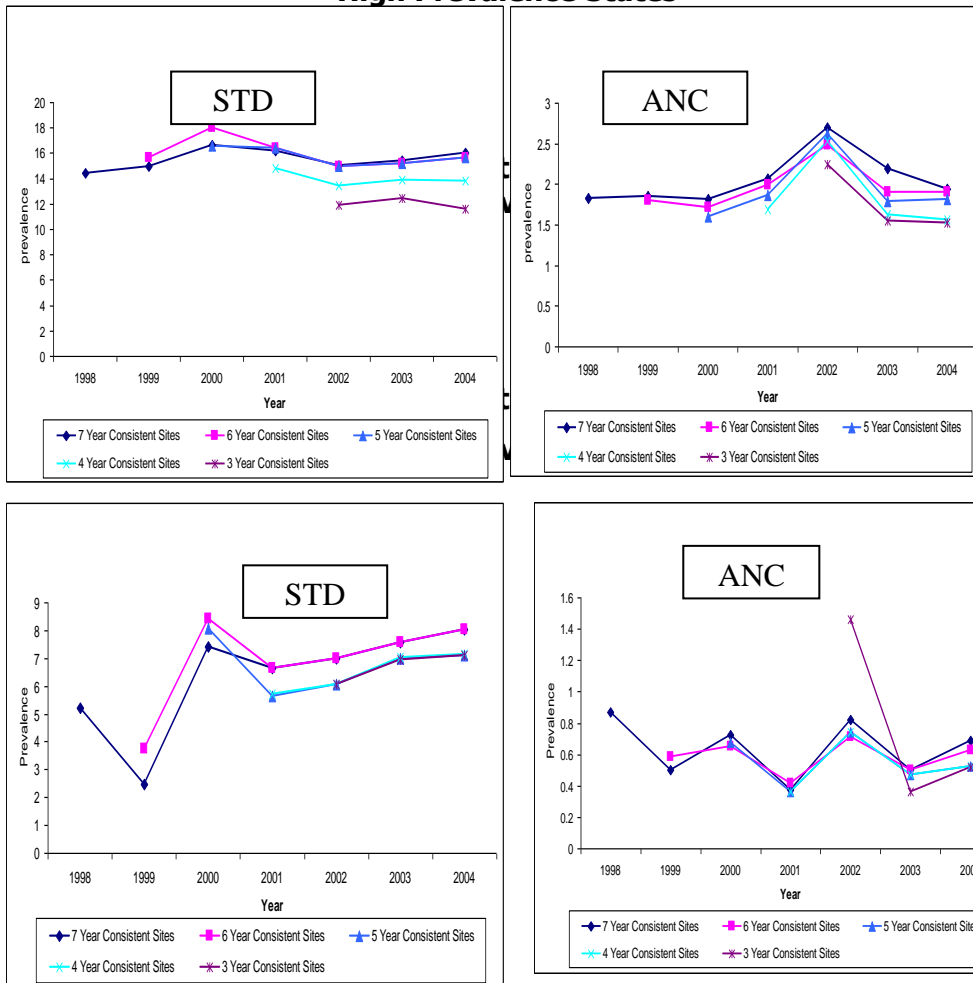 High Prevalence States
STD
prevalence
20
18
16
14
12
10
8
6
4
2
0
1998 1999 2000 2001 2002 2003 2004
Year
7 Year Consistent Sites 6 Year Consistent Sites 5 Year Consistent Sites
4 Year Consistent Sites 3 Year Consistent Sites
ANC
prevalence
3
2.5
2
1.5
1
0.5
0
1998 1999 2000 2001 2002 2003 2004
Year
7 Year Consistent Sites 6 Year Consistent Sites 5 Year Consistent Sites
4 Year Consistent Sites 3 Year Consistent Sites
STD
Prevalence
9
8
7
6
5
4
3
2
1
0
1998 1999 2000 2001 2002 2003 2004
Year
7 Year Consistent Sites 6 Year Consistent Sites 5 Year Consistent Sites
4 Year Consistent Sites 3 Year Consistent Sites
ANC
Prevalence
1.6
1.4
1.2
1
0.8
0.6
0.4
0.2
0
1998 1999 2000 2001 2002 2003
Year
7 Year Consistent Sites 6 Year Consistent Sites 5 Year Consistent Sites
4 Year Consistent Sites 3 Year Consistent Sites